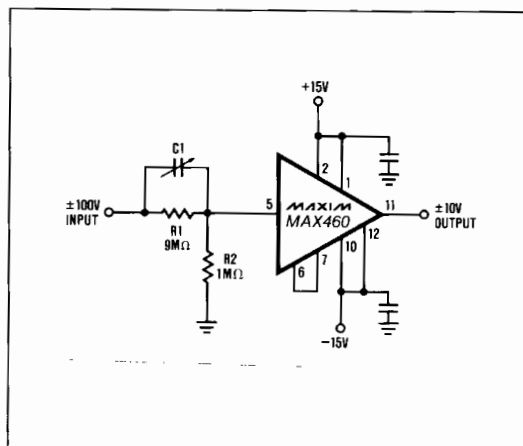 +15V
C1
2
1
±100V
INPUT
R1
9MΩ
5
MAXIM
MAX460
11
±10V
OUTPUT
12
10
7
6
R2
1MΩ
−15V